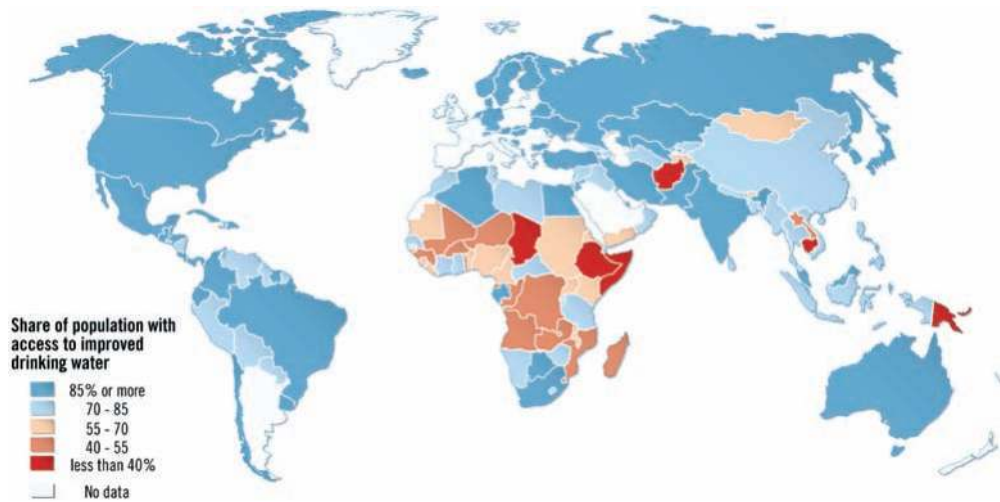 Share of population with
access to improved
drinking water
85% or more
70 - 85
55 - 70
40 - 55
less than 40%
No data